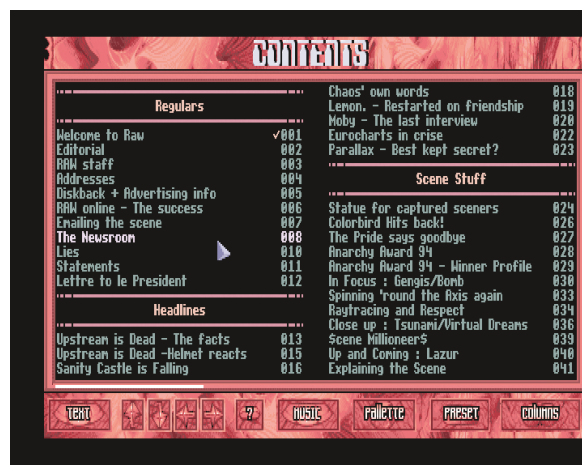 CONTENTS
Regulars
Welcome to Raw ✓001
Editorial 002
RAW staff 003
Addresses 004
Diskback + Advertising info 005
RAW online - The success 006
Emailing the scene 007
The Newsroom 008
Lies 010
Statements 011
Lettre to le President 012
Headlines
Upstream is Dead - The facts 013
Upstream is Dead -Helmet reacts 015
Sanity Castle is Falling 016
Chaos' own words 018
Lemon. - Restarted on friendship 019
Moby - The last interview 020
Eurocharts in crise 022
Parallax - Best kept secret? 023
Scene Stuff
Statue for captured sceners 024
Colorbird Hits back! 026
The Pride says goodbye 027
Anarchy Award 94 028
Anarchy Award 94 - Winner Profile 029
In Focus : Gengis/Bomb 030
Spinning 'round the Axis again 033
Raytracing and Respect 034
Close up : Tsunami/Virtual Dreams 036
$cene Millioneer$ 039
Up and Coming : Lazur 040
Explaining the Scene 041
TEXT ? MUSIC PALLETTE PRESET COLUMNS